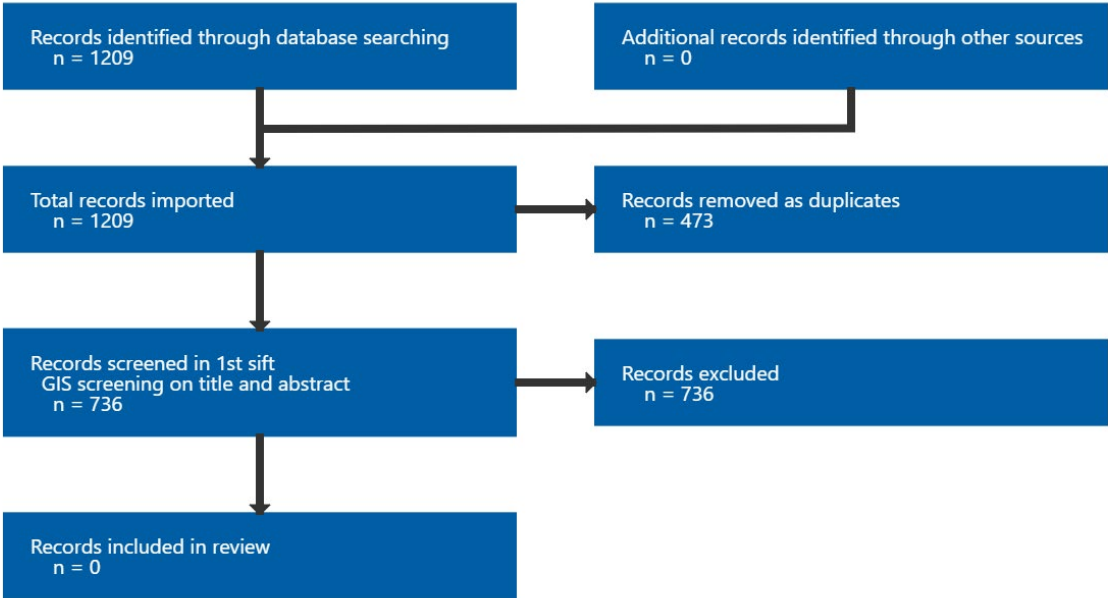 Records identified through database searching
n = 1209
Additional records identified through other sources
n = 0
Total records imported
n = 1209
Records removed as duplicates
n = 473
Records screened in 1st sift
GIS screening on title and abstract
n = 736
Records excluded
n = 736
Records included in review
n = 0